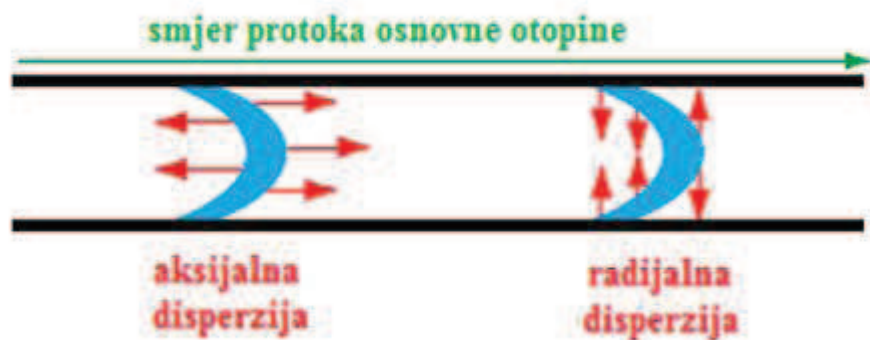 smjer protoka osnovne otopine
aksijalna
disperzija
radijalna
disperzija